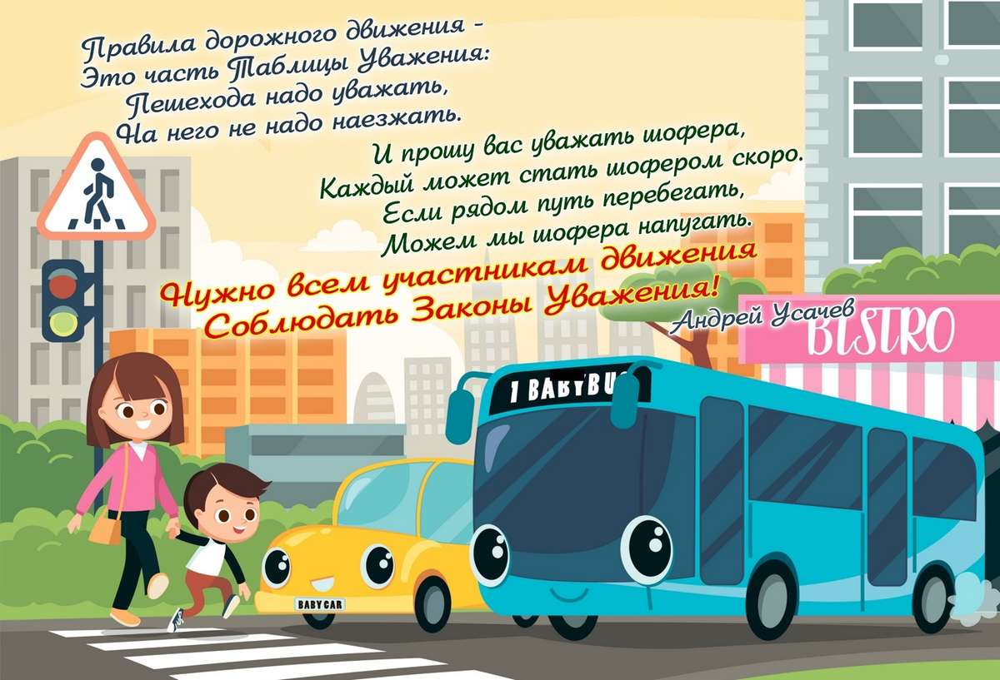 Правила дорожного движения -
Это часть Таблицы Уважения:
Пешехода надо уважать,
На него не надо наезжать.
И прошу вас уважать шофера,
Каждый может стать шофером скоро.
Если рядом путь перебегать,
Можем мы шофера напугать.
Нужно всем участникам движения
Соблюдать Законы Уважения!
Андрей Усачев
BISTRO
1 BABYBUS
BABY CAR